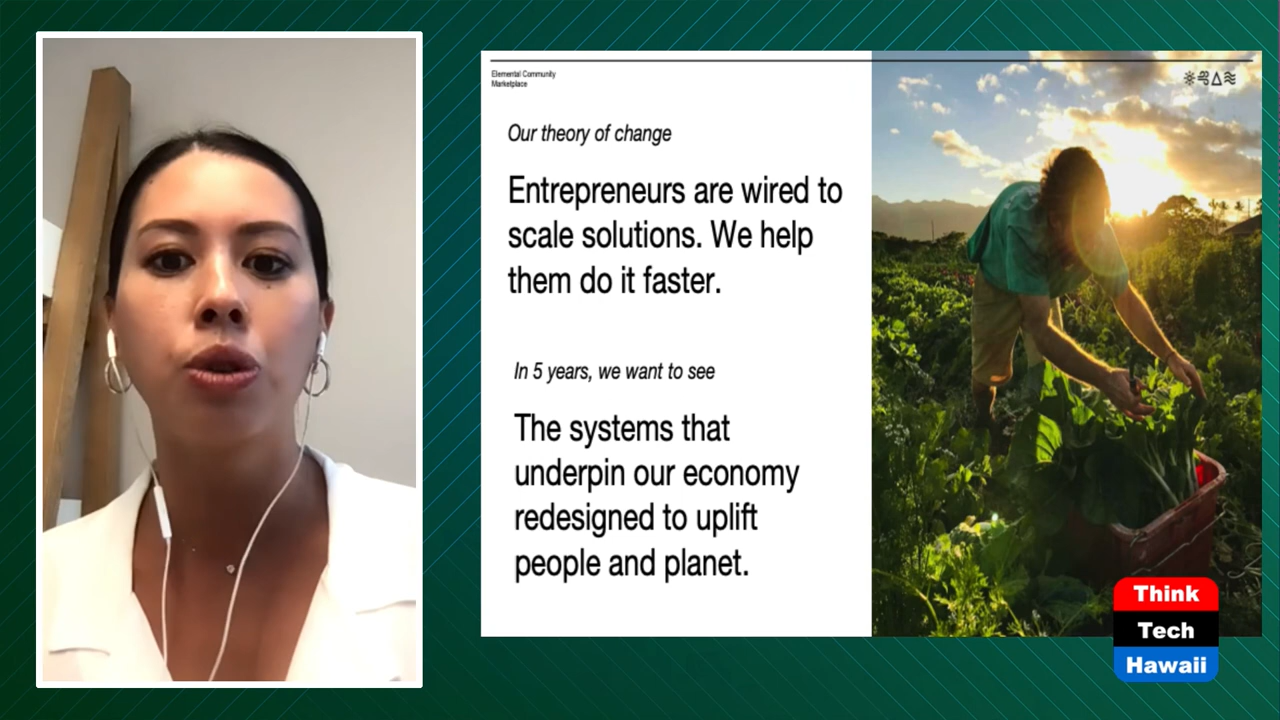 Elemental Community
Marketplace
Our theory of change
Entrepreneurs are wired to
scale solutions. We help
them do it faster.
In 5 years, we want to see
The systems that
underpin our economy
redesigned to uplift
people and planet.
Think
Tech
Hawaii